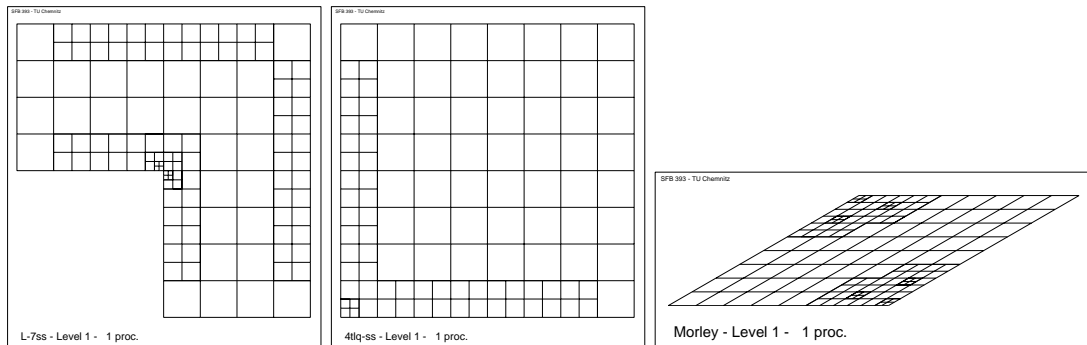 SFB 393 - TU Chemnitz
L-7ss - Level 1 - 1 proc.
SFB 393 - TU Chemnitz
4tlq-ss - Level 1 - 1 proc.
SFB 393 - TU Chemnitz
Morley - Level 1 - 1 proc.